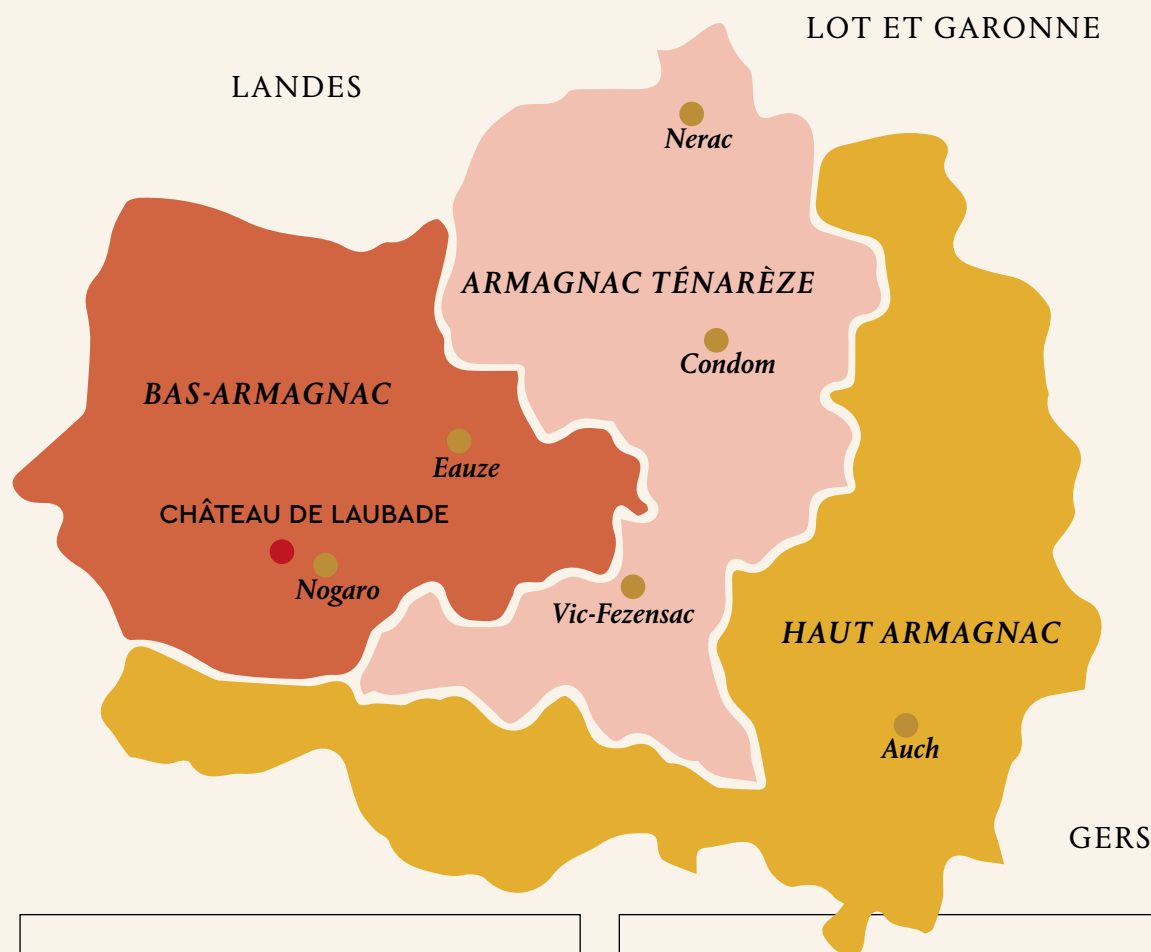 LOT ET GARONNE
LANDES
Nerac
ARMAGNAC TÉNARÈZE
Condom
BAS-ARMAGNAC
Eauze
CHÂTEAU DE LAUBADE
Nogaro
Vic-Fezensac
HAUT ARMAGNAC
Auch
GERS